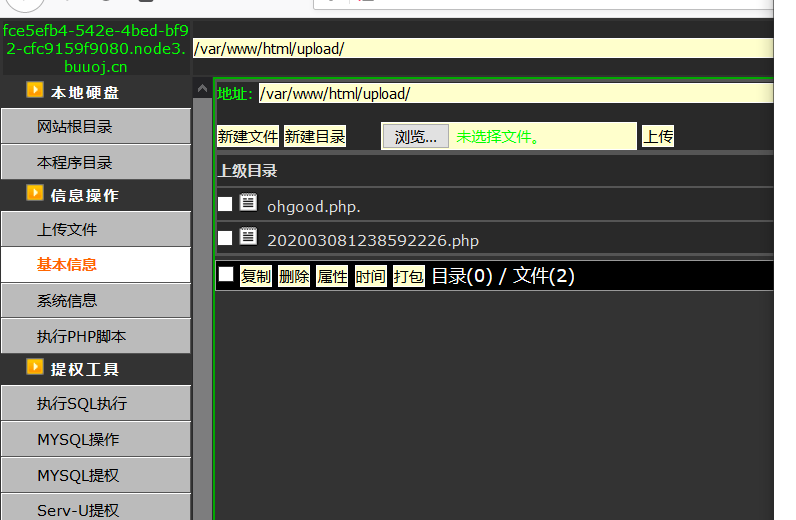 fce5efb4-542e-4bed-bf9
2-cfc9159f9080.node3.
buuoj.cn
/var/www/html/upload/
本地硬盘
网站根目录
本程序目录
信息操作
上传文件
基本信息
系统信息
执行PHP脚本
提权工具
执行SQL执行
MYSQL操作
MYSQL提权
Serv-U提权
地址: /var/www/html/upload/
新建文件 新建目录 浏览... 未选择文件。 上传
上级目录
ohgood.php.
202003081238592226.php
复制 删除 属性 时间 打包 目录(0) / 文件(2)